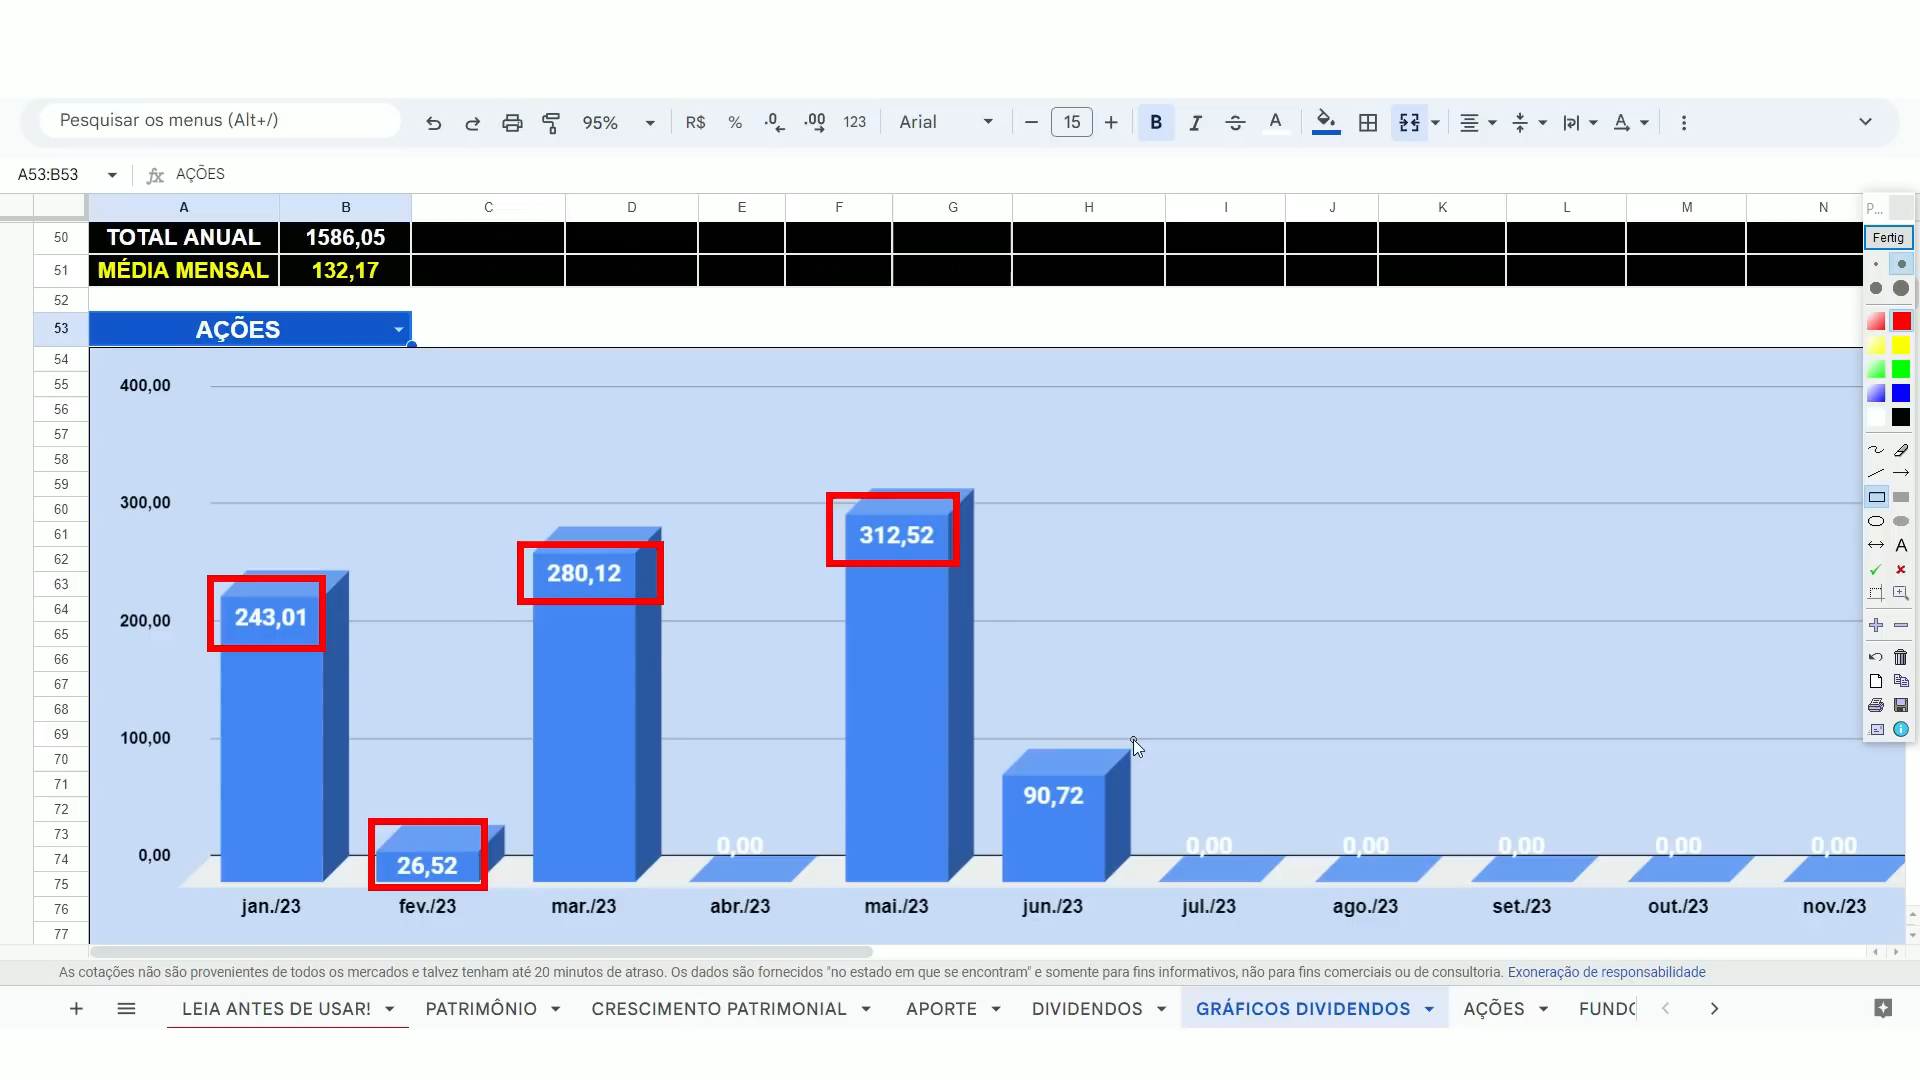 Pesquisar os menus (Alt+/)
95%
R$ % .0 .00 123
Arial
15
B I A
A53:B53
fx AÇÕES
A B C D E F G H I J K L M N
P...
Fertig
50 TOTAL ANUAL 1586,05
51 MÉDIA MENSAL 132,17
52
53 AÇÕES
54
55
56
57
58
59
60
61
62
63
64
65
66
67
68
69
70
71
72
73
74
75
76
77
400,00
300,00
200,00
100,00
0,00
243,01
26,52
280,12
0,00
312,52
90,72
0,00
0,00
0,00
0,00
0,00
jan./23 fev./23 mar./23 abr./23 mai./23 jun./23 jul./23 ago./23 set./23 out./23 nov./23
As cotações não são provenientes de todos os mercados e talvez tenham até 20 minutos de atraso. Os dados são fornecidos "no estado em que se encontram" e somente para fins informativos, não para fins comerciais ou de consultoria. Exoneração de responsabilidade
LEIA ANTES DE USAR! PATRIMÔNIO CRESCIMENTO PATRIMONIAL APORTE DIVIDENDOS GRÁFICOS DIVIDENDOS AÇÕES FUND